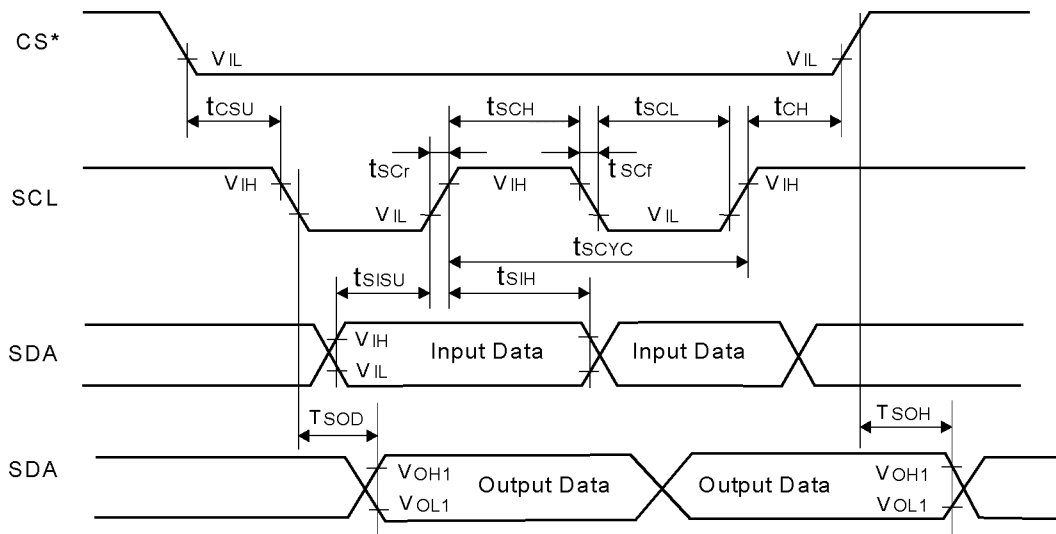 CS*
VIL
VIL
tCSU
tSCH
tSCL
tCH
tSCr
tSCf
SCL
VIH
VIH
VIH
VIL
VIL
tSCYC
tSISU
tSIH
SDA
VIH
VIL
Input Data
Input Data
TSOD
TSOH
SDA
VOH1
VOL1
Output Data
Output Data
VOH1
VOL1